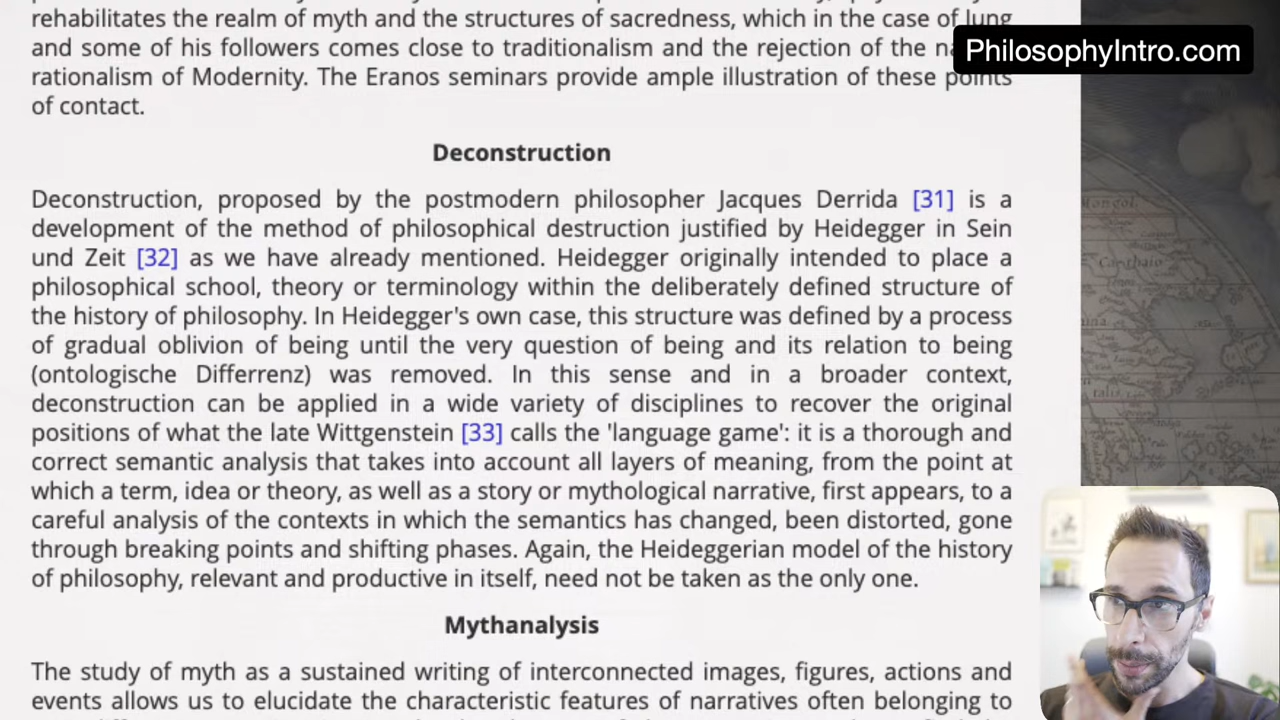 rehabilitates the realm of myth and the structures of sacredness, which in the case of Jung
and some of his followers comes close to traditionalism and the rejection of the
rationalism of Modernity. The Eranos seminars provide ample illustration of these points
of contact.
PhilosophyIntro.com
Deconstruction
Deconstruction, proposed by the postmodern philosopher Jacques Derrida [31] is a
development of the method of philosophical destruction justified by Heidegger in Sein
und Zeit [32] as we have already mentioned. Heidegger originally intended to place a
philosophical school, theory or terminology within the deliberately defined structure of
the history of philosophy. In Heidegger's own case, this structure was defined by a process
of gradual oblivion of being until the very question of being and its relation to being
(ontologische Differrenz) was removed. In this sense and in a broader context,
deconstruction can be applied in a wide variety of disciplines to recover the original
positions of what the late Wittgenstein [33] calls the 'language game': it is a thorough and
correct semantic analysis that takes into account all layers of meaning, from the point at
which a term, idea or theory, as well as a story or mythological narrative, first appears, to a
careful analysis of the contexts in which the semantics has changed, been distorted, gone
through breaking points and shifting phases. Again, the Heideggerian model of the history
of philosophy, relevant and productive in itself, need not be taken as the only one.
Mythanalysis
The study of myth as a sustained writing of interconnected images, figures, actions and
events allows us to elucidate the characteristic features of narratives often belonging to